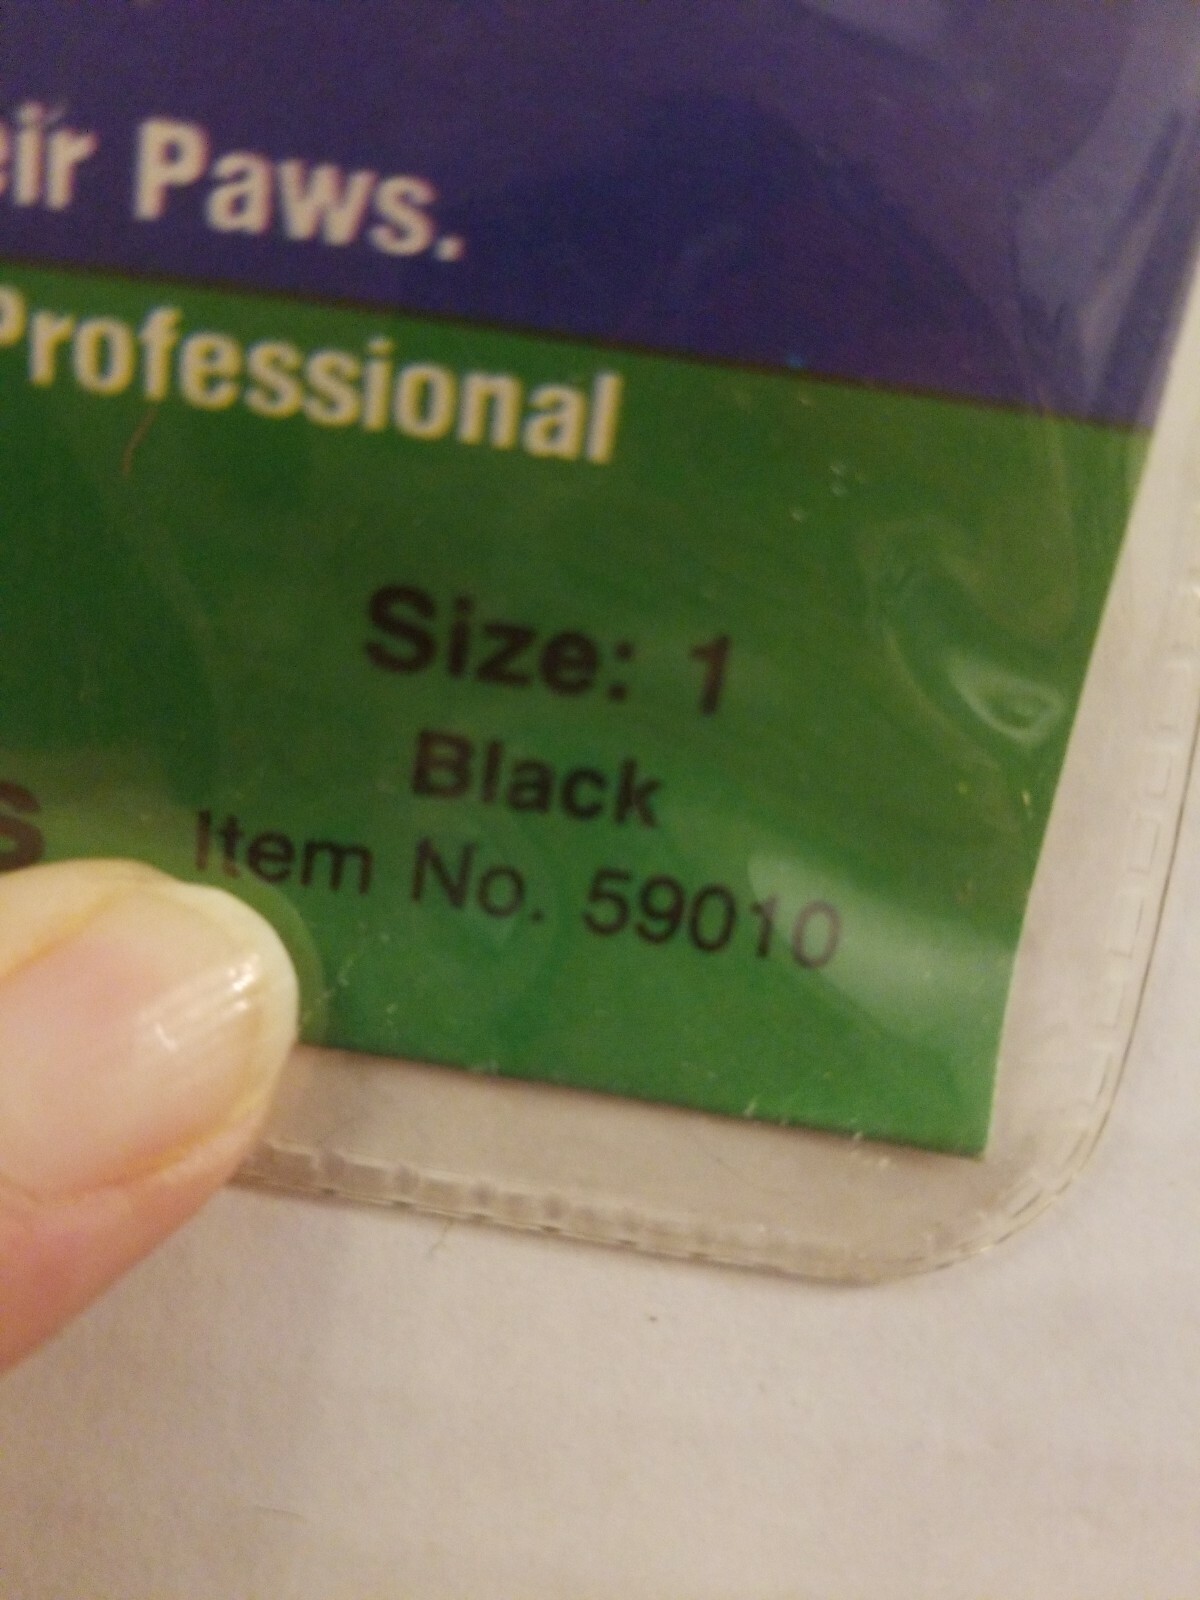 eir Paws.
Professional
Size: 1
Black
s
Item No. 59010